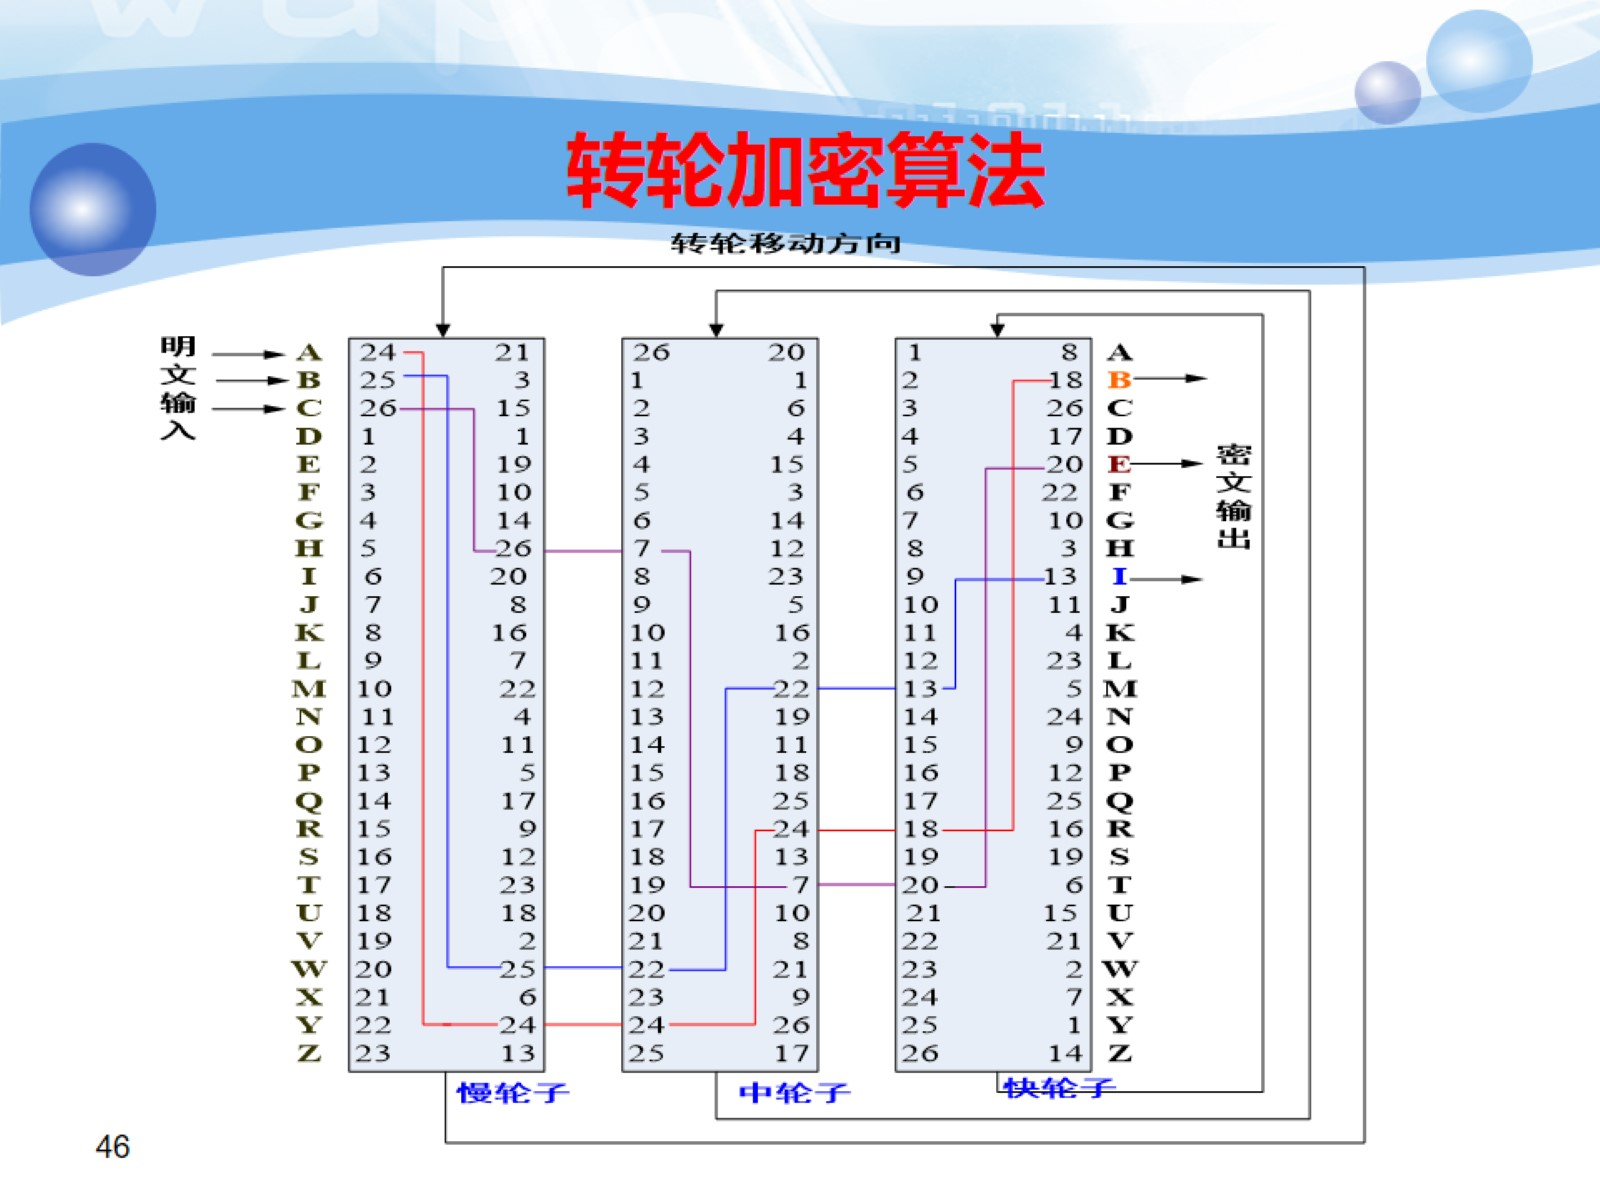 转轮加密算法
转轮移动方向
明文输入
A 24 21 26 20 1 8 A
B 25 3 1 1 2 18 B
C 26 15 2 6 3 26 C
D 1 1 3 4 4 17 D
E 2 19 4 15 5 20 E
F 3 10 5 3 6 22 F
G 4 14 6 14 7 10 G
H 5 26 7 12 8 3 H
I 6 20 8 23 9 13 I
J 7 8 9 5 10 11 J
K 8 16 10 16 11 4 K
L 9 7 11 2 12 23 L
M 10 22 12 22 13 5 M
N 11 4 13 19 14 24 N
O 12 11 14 11 15 9 O
P 13 5 15 18 16 12 P
Q 14 17 16 25 17 25 Q
R 15 9 17 24 18 16 R
S 16 12 18 13 19 19 S
T 17 23 19 7 20 6 T
U 18 18 20 10 21 15 U
V 19 2 21 8 22 21 V
W 20 25 22 21 23 2 W
X 21 6 23 9 24 7 X
Y 22 24 24 26 25 1 Y
Z 23 13 25 17 26 14 Z
密文输出
慢轮子 中轮子 快轮子
46